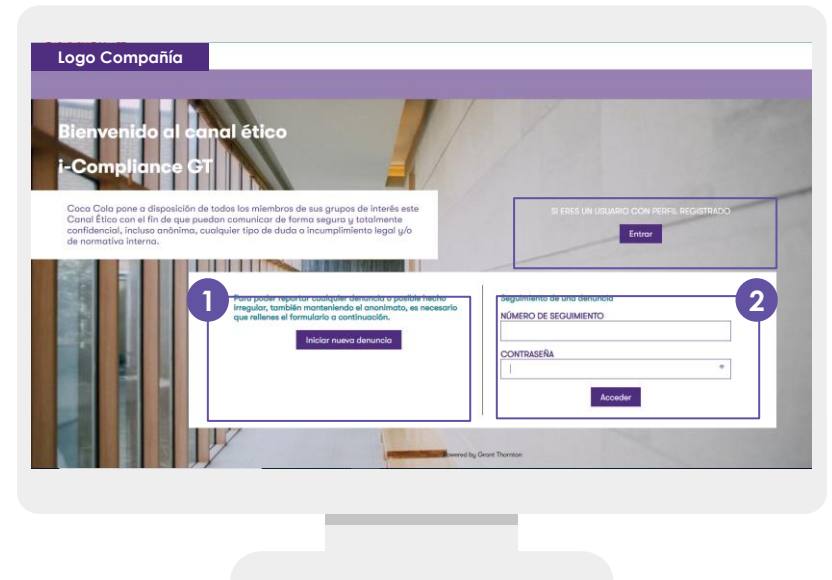 Logo Compañía
Bienvenido al canal ético
i-Compliance GT
Coca Cola pone a disposición de todos los miembros de sus grupos de interés este
Canal Ético con el fin de que puedan comunicar de forma segura y totalmente
confidencial, incluso anónima, cualquier tipo de duda o incumplimiento legal y/o
de normativa interna.
SI ERES UN USUARIO CON PERFIL REGISTRADO
Entrar
1
Para poder reportar cualquier denuncia o posible hecho
irregular, también manteniendo el anonimato, es necesario
que rellenes el formulario a continuación.
Iniciar nueva denuncia
Seguimiento de una denuncia
2
NÚMERO DE SEGUIMIENTO
CONTRASEÑA
Acceder
Powered by Grant Thornton